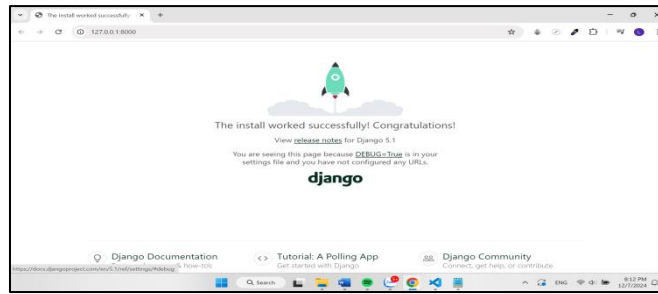 The install worked successfully!
127.0.0.1:8000
The install worked successfully! Congratulations!
View release notes for Django 5.1
You are seeing this page because DEBUG=True is in your
settings file and you have not configured any URLs.
django
Django Documentation
Tutorial: A Polling App
Django Community
& how-to's
Get started with Django
Connect, get help, or contribute
https://docs.djangoproject.com/en/5.1/ref/settings/#debug
Search
ENG
9:12 PM
12/7/2024